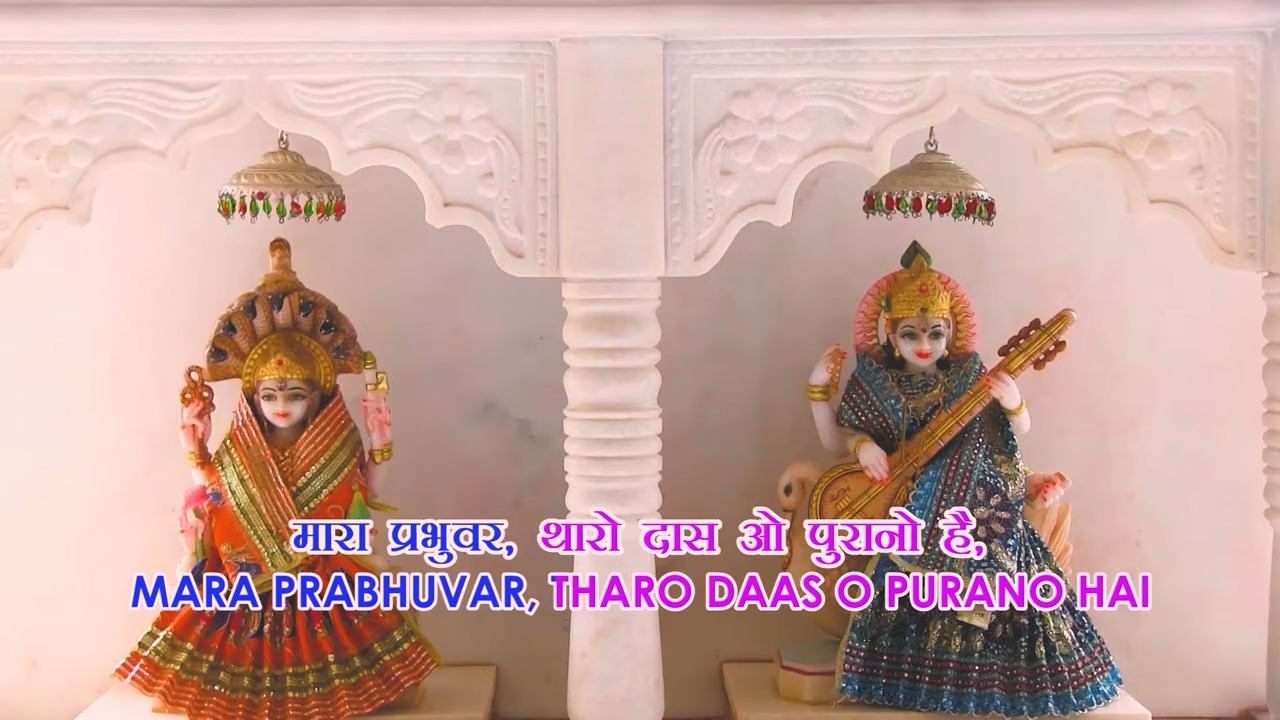 मारा प्रभुवर, थारो दास ओ पुरानो है,
MARA PRABHUVAR, THARO DAAS O PURANO HAI